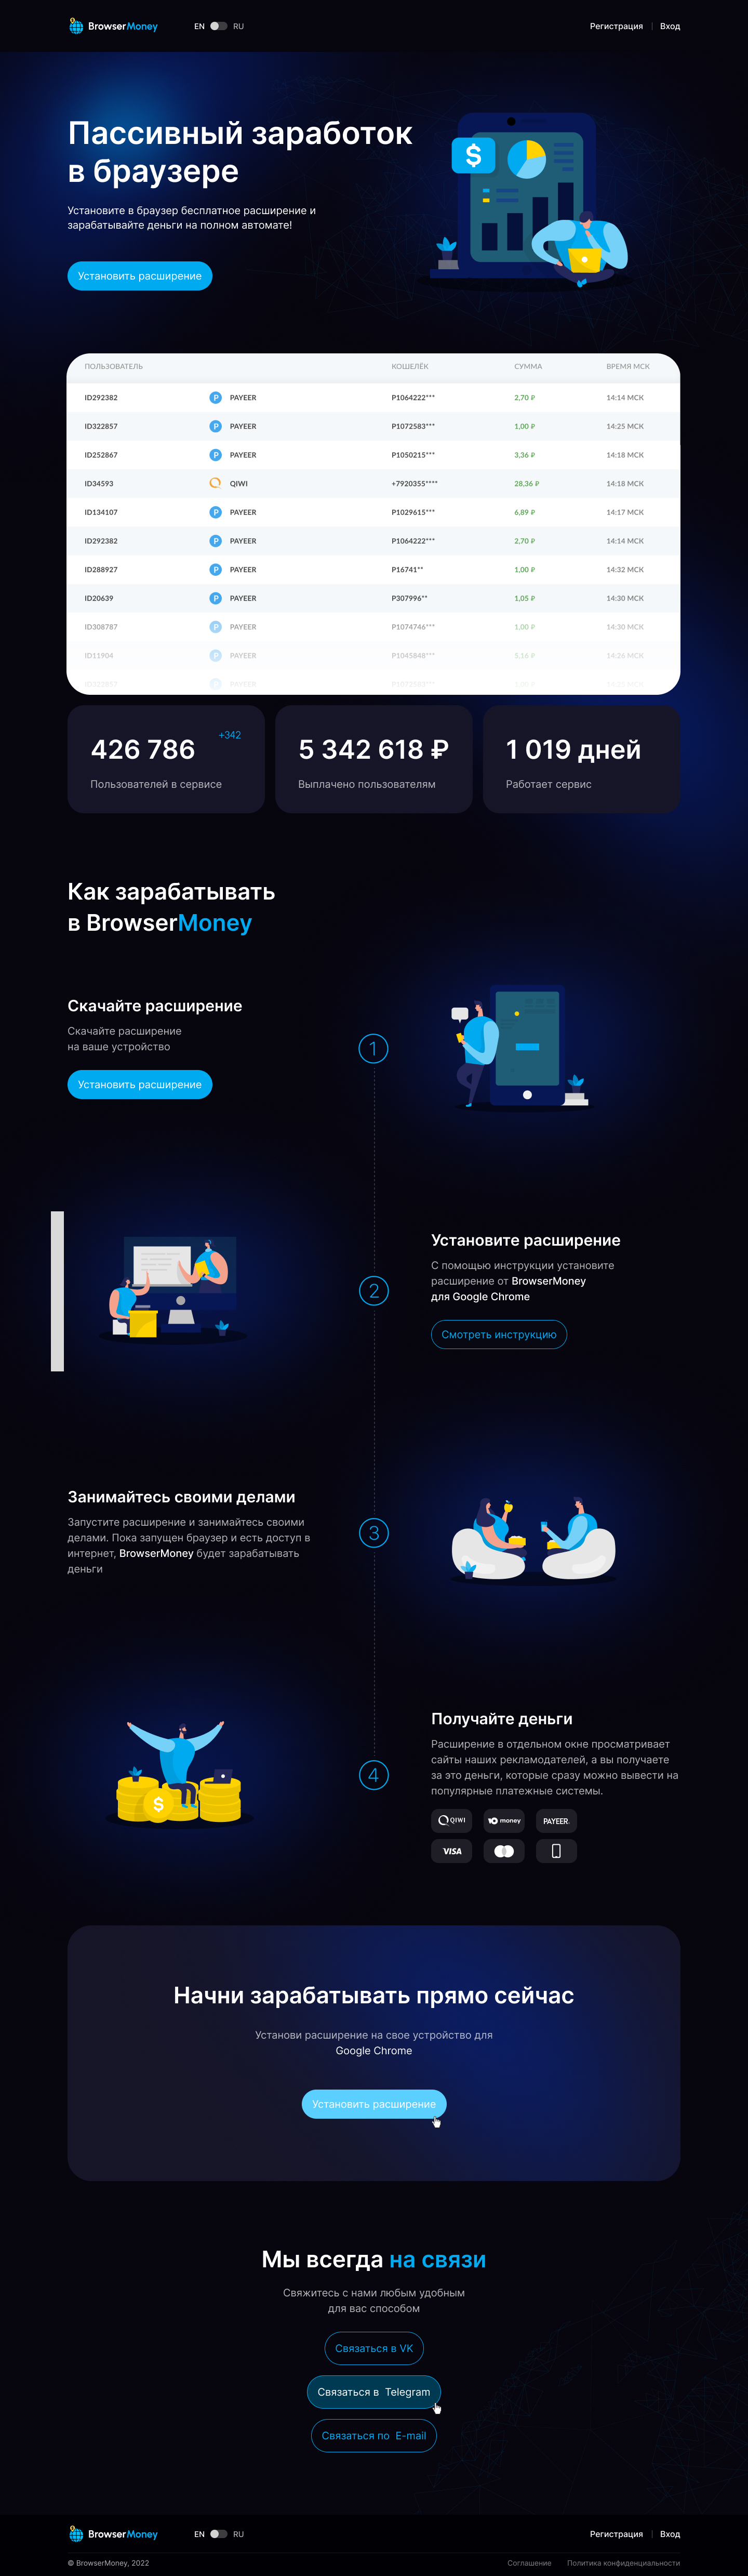 BrowserMoney
EN RU
Регистрация | Вход
Пассивный заработок
в браузере
Установите в браузер бесплатное расширение и
зарабатывайте деньги на полном автомате!
Установить расширение
$
ПОЛЬЗОВАТЕЛЬ КОШЕЛЁК СУММА ВРЕМЯ МСК
ID292382 P PAYEER P1064222*** 2,70 ₽ 14:14 МСК
ID322857 P PAYEER P1072583*** 1,00 ₽ 14:25 МСК
ID252867 P PAYEER P1050215*** 3,36 ₽ 14:18 МСК
ID34593 QIWI +7920355**** 28,36 ₽ 14:18 МСК
ID134107 P PAYEER P1029615*** 6,89 ₽ 14:17 МСК
ID292382 P PAYEER P1064222*** 2,70 ₽ 14:14 МСК
ID288927 P PAYEER P16741** 1,00 ₽ 14:32 МСК
ID20639 P PAYEER P307996** 1,05 ₽ 14:30 МСК
ID308787 P PAYEER P1074746*** 1,00 ₽ 14:30 МСК
ID11904 P PAYEER P1045848*** 5,16 ₽ 14:26 МСК
ID322857 P PAYEER P1072583*** 1,00 ₽ 14:25 МСК
426 786 +342
Пользователей в сервисе
5 342 618 ₽
Выплачено пользователям
1 019 дней
Работает сервис
Как зарабатывать
в BrowserMoney
Скачайте расширение
Скачайте расширение
на ваше устройство
Установить расширение
1
2
Установите расширение
С помощью инструкции установите
расширение от BrowserMoney
для Google Chrome
Смотреть инструкцию
Занимайтесь своими делами
Запустите расширение и занимайтесь своими
делами. Пока запущен браузер и есть доступ в
интернет, BrowserMoney будет зарабатывать
деньги
3
$
4
Получайте деньги
Расширение в отдельном окне просматривает
сайты наших рекламодателей, а вы получаете
за это деньги, которые сразу можно вывести на
популярные платежные системы.
QIWI ЮMoney PAYEER
VISA
Начни зарабатывать прямо сейчас
Установи расширение на свое устройство для
Google Chrome
Установить расширение
Мы всегда на связи
Свяжитесь с нами любым удобным
для вас способом
Связаться в VK
Связаться в Telegram
Связаться по E-mail
BrowserMoney
EN RU
Регистрация | Вход
© BrowserMoney, 2022
Соглашение Политика конфиденциальности